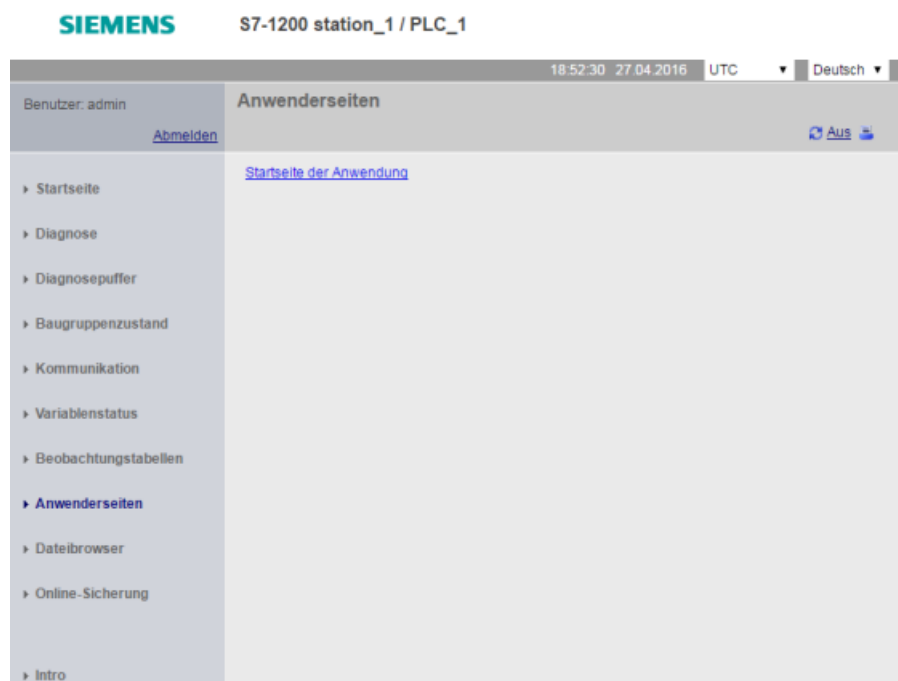 SIEMENS S7-1200 station_1 / PLC_1
18:52:30 27.04.2016 UTC Deutsch
Benutzer: admin
Anwenderseiten
Abmelden
Aus
Startseite der Anwendung
Startseite
Diagnose
Diagnosepuffer
Baugruppenzustand
Kommunikation
Variablenstatus
Beobachtungstabellen
Anwenderseiten
Dateibrowser
Online-Sicherung
Intro